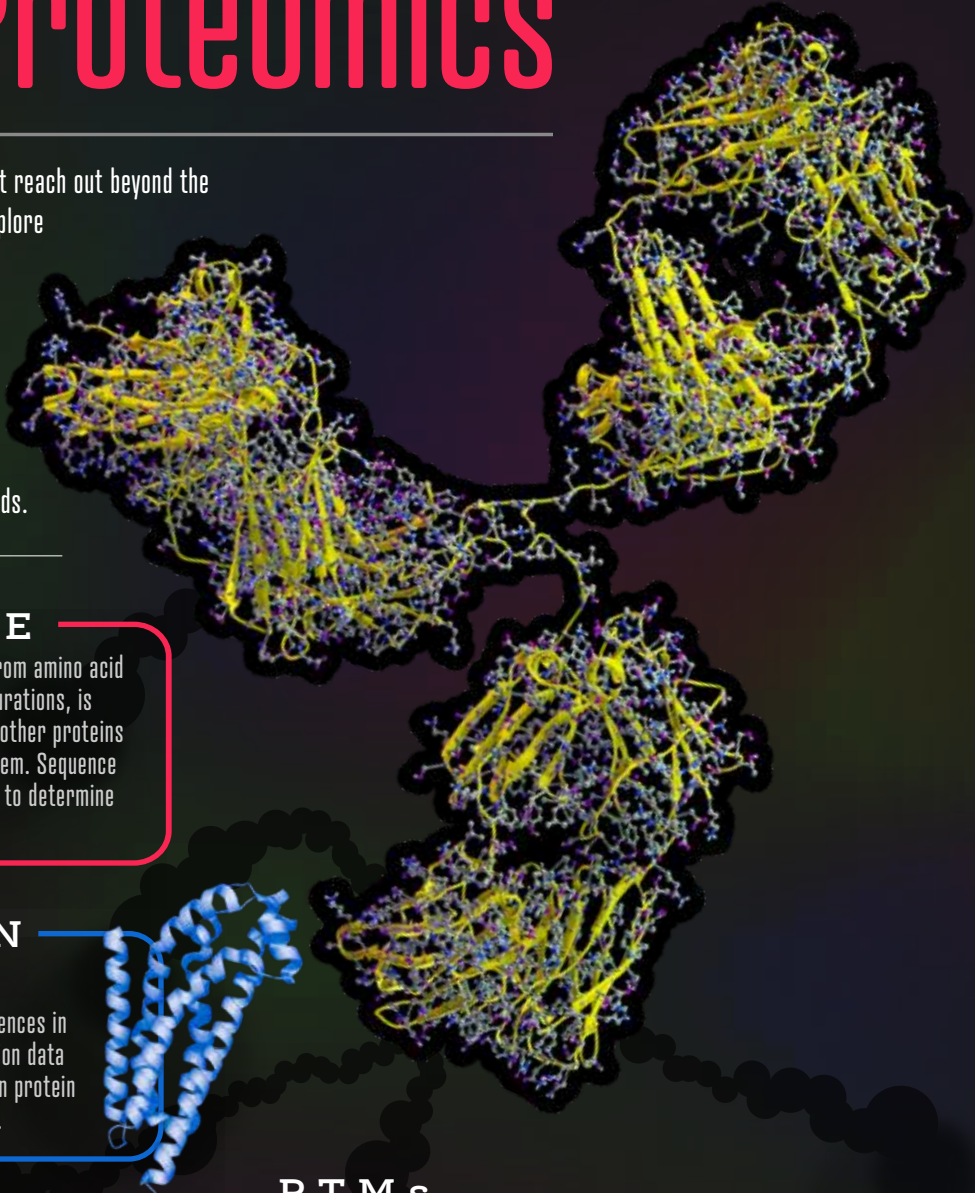 Proteomics
t reach out beyond the
plore
ds.
E
rom amino acid
urations, is
other proteins
em. Sequence
to determine
N
ences in
on data
n protein
.
PTMs